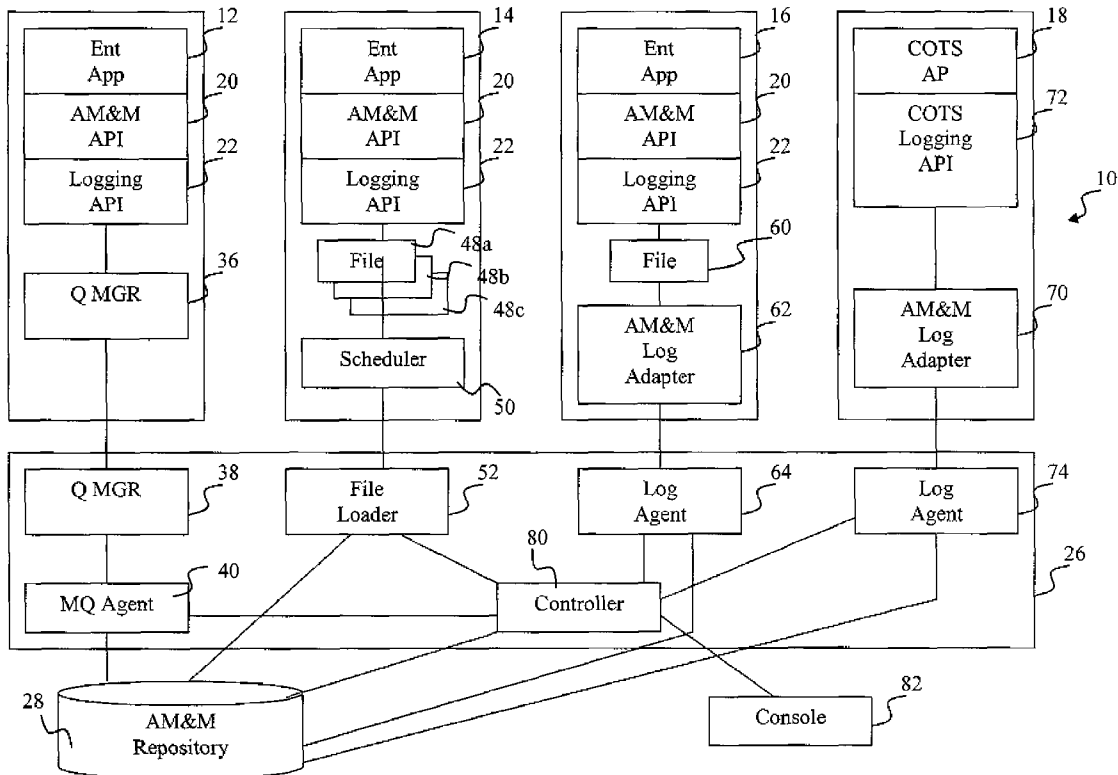 12
14
16
18
Ent
App
Ent
App
Ent
App
COTS
AP
20
20
20
72
AM&M
API
AM&M
API
AM&M
API
COTS
Logging
API
22
22
22
Logging
API
Logging
API
Logging
API
10
48a
60
File
File
36
48b
Q MGR
48c
62
70
AM&M
Log
Adapter
AM&M
Log
Adapter
Scheduler
50
38
52
64
74
Q MGR
File
Loader
Log
Agent
Log
Agent
80
26
40
MQ Agent
Controller
28
AM&M
Repository
82
Console